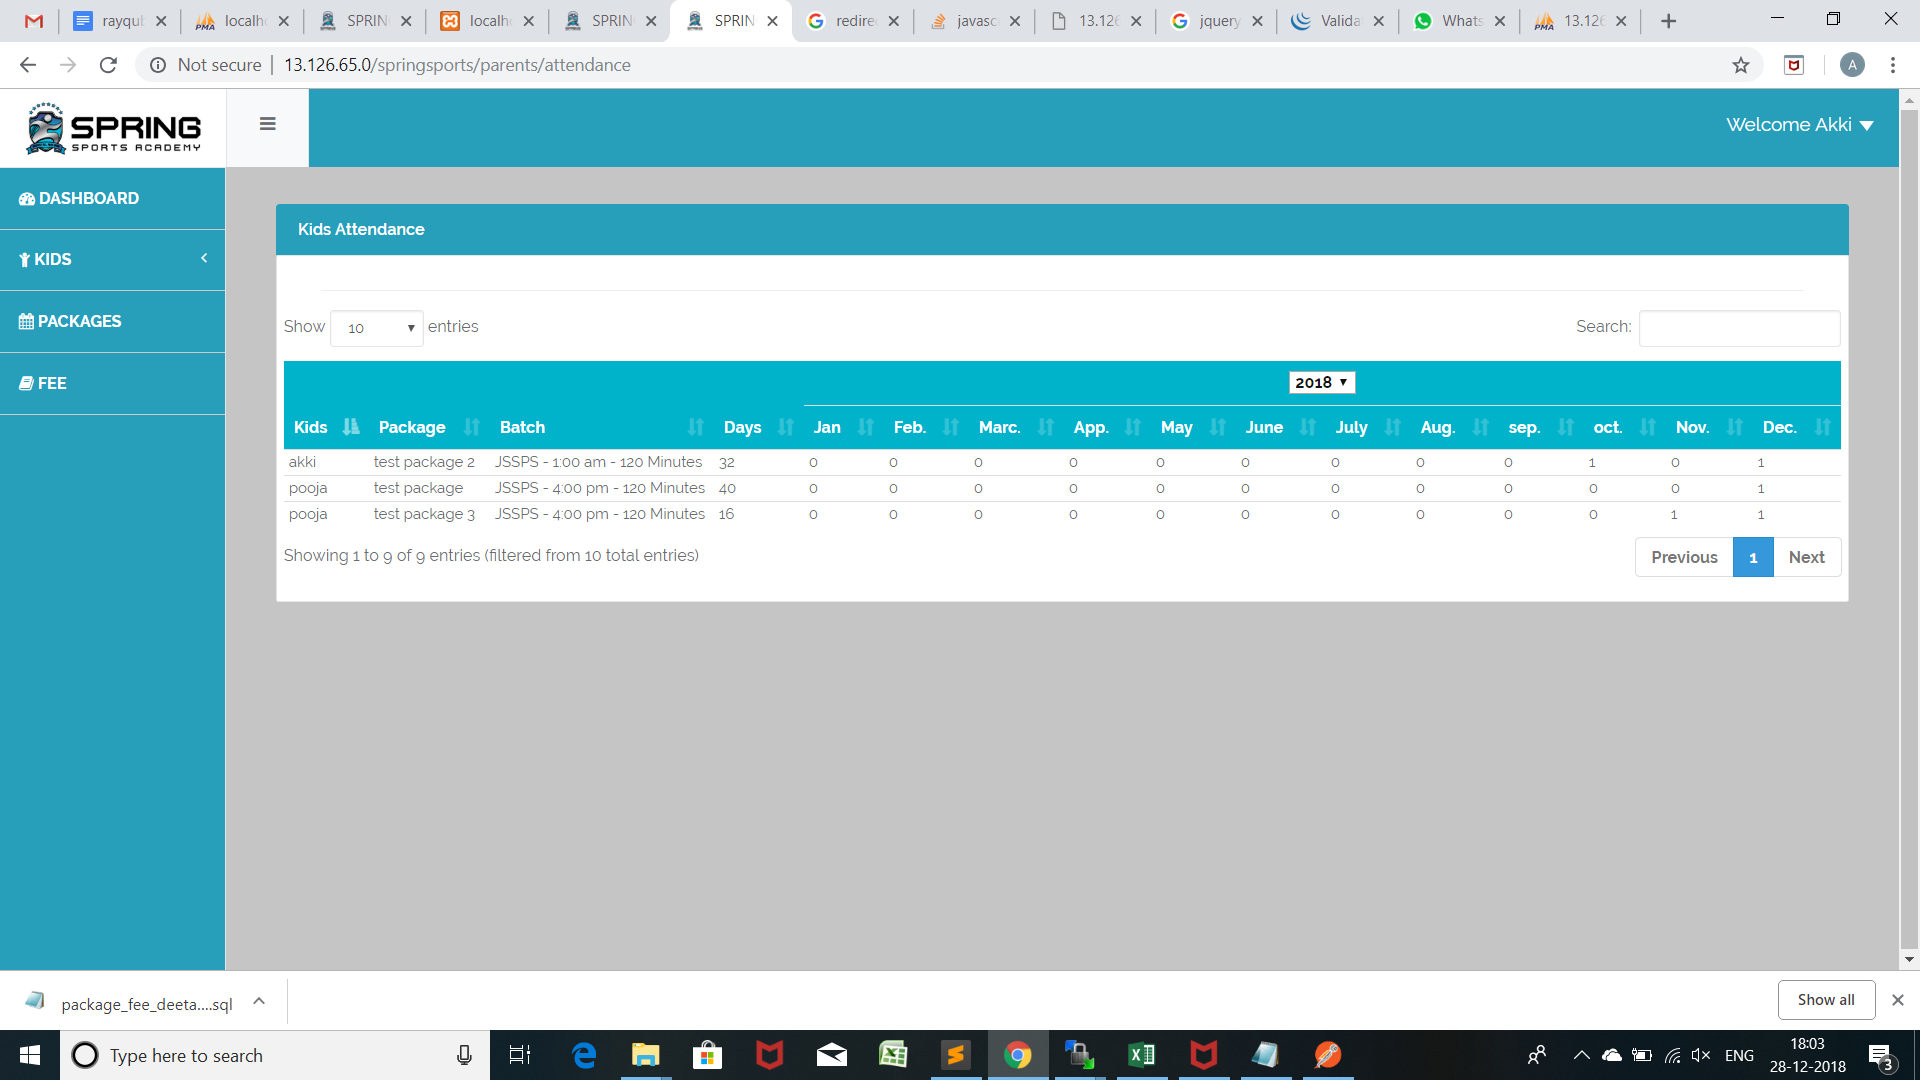 rayqu
localh
SPRIN
localh
SPRIN
SPRIN
redire
javasc
13.126
jquery
Valida
Whats
13.126
Not secure | 13.126.65.0/springsports/parents/attendance
A
SPRING
SPORTS ACADEMY
Welcome Akki
DASHBOARD
KIDS
PACKAGES
FEE
Kids Attendance
Show 10 entries
Search:
2018
Kids Package Batch Days Jan Feb. Marc. App. May June July Aug. sep. oct. Nov. Dec.
akki test package 2 JSSPS - 1:00 am - 120 Minutes 32 0 0 0 0 0 0 0 0 0 1 0 1
pooja test package JSSPS - 4:00 pm - 120 Minutes 40 0 0 0 0 0 0 0 0 0 0 0 1
pooja test package 3 JSSPS - 4:00 pm - 120 Minutes 16 0 0 0 0 0 0 0 0 0 0 1 1
Showing 1 to 9 of 9 entries (filtered from 10 total entries)
Previous 1 Next
package_fee_deeta....sql
Show all
Type here to search
ENG
18:03
28-12-2018
3